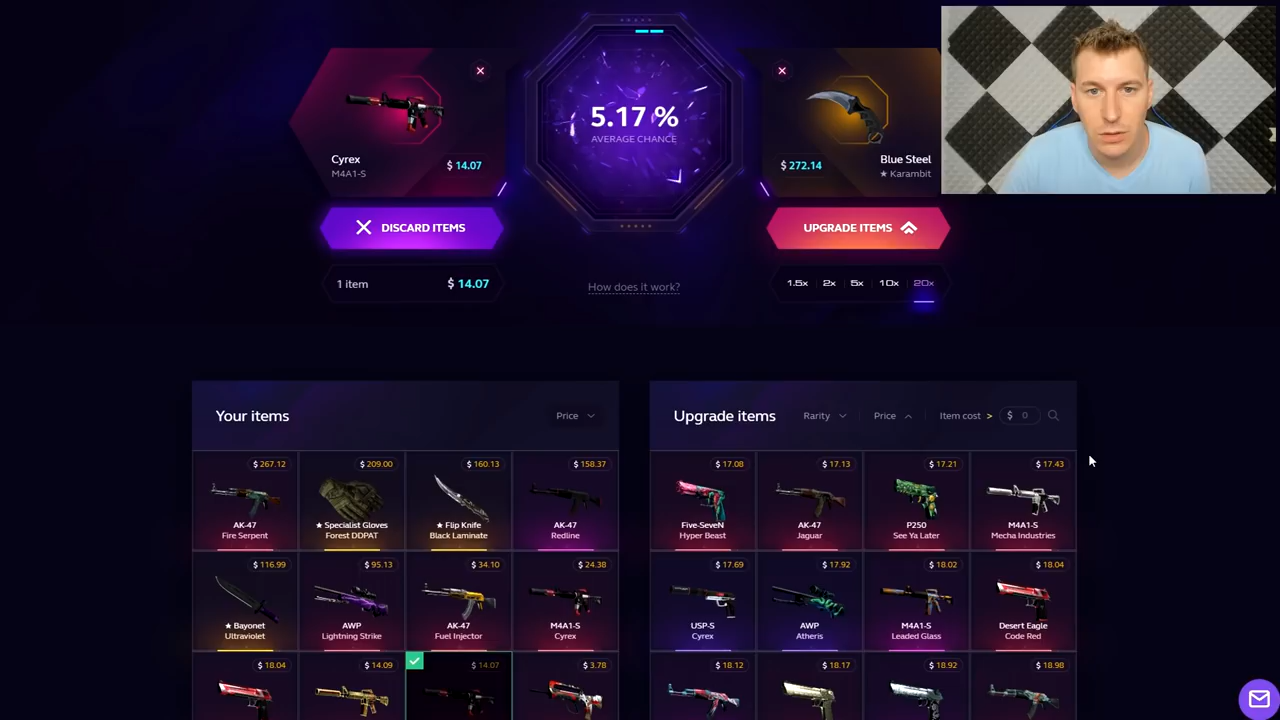 5.17 %
AVERAGE CHANCE
Cyrex
M4A1-S
$ 14.07
$ 272.14
Blue Steel
★ Karambit
DISCARD ITEMS
UPGRADE ITEMS
1 item
$ 14.07
How does it work?
1.5x
2x
5x
10x
20x
Your items
Price
Upgrade items
Rarity
Price
Item cost >
$ 0
$ 267.12
AK-47
Fire Serpent
$ 209.00
★ Specialist Gloves
Forest DDPAT
$ 160.13
★ Flip Knife
Black Laminate
$ 158.37
AK-47
Redline
$ 17.08
Five-SeveN
Hyper Beast
$ 17.13
AK-47
Jaguar
$ 17.21
P250
See Ya Later
$ 17.43
M4A1-S
Mecha Industries
$ 116.99
★ Bayonet
Ultraviolet
$ 95.13
AWP
Lightning Strike
$ 34.10
AK-47
Fuel Injector
$ 24.38
M4A1-S
Cyrex
$ 17.69
USP-S
Cyrex
$ 17.92
AWP
Atheris
$ 18.02
M4A1-S
Leaded Glass
$ 18.04
Desert Eagle
Code Red
$ 18.04
$ 14.09
$ 14.07
$ 3.78
$ 18.12
$ 18.17
$ 18.92
$ 18.98